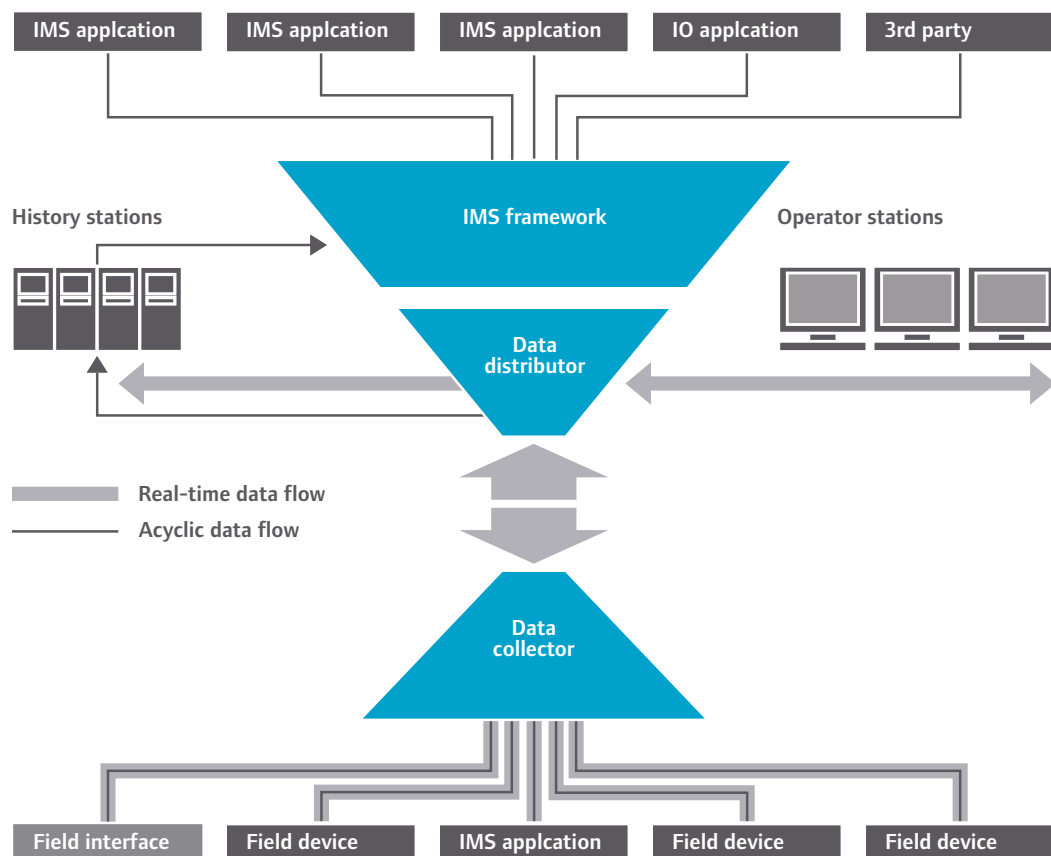 IMS applcation
IMS applcation
IMS applcation
IO applcation
3rd party
IMS framework
History stations
Operator stations
Data
distributor
Real-time data flow
Acyclic data flow
Data
collector
Field interface
Field device
IMS applcation
Field device
Field device